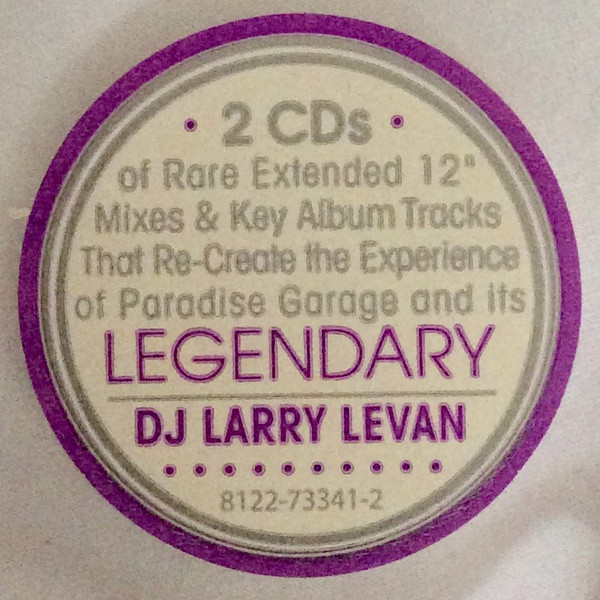 • 2 CDs •
of Rare Extended 12"
Mixes & Key Album Tracks
That Re-Create the Experience
of Paradise Garage and its
LEGENDARY
DJ LARRY LEVAN
8122-73341-2